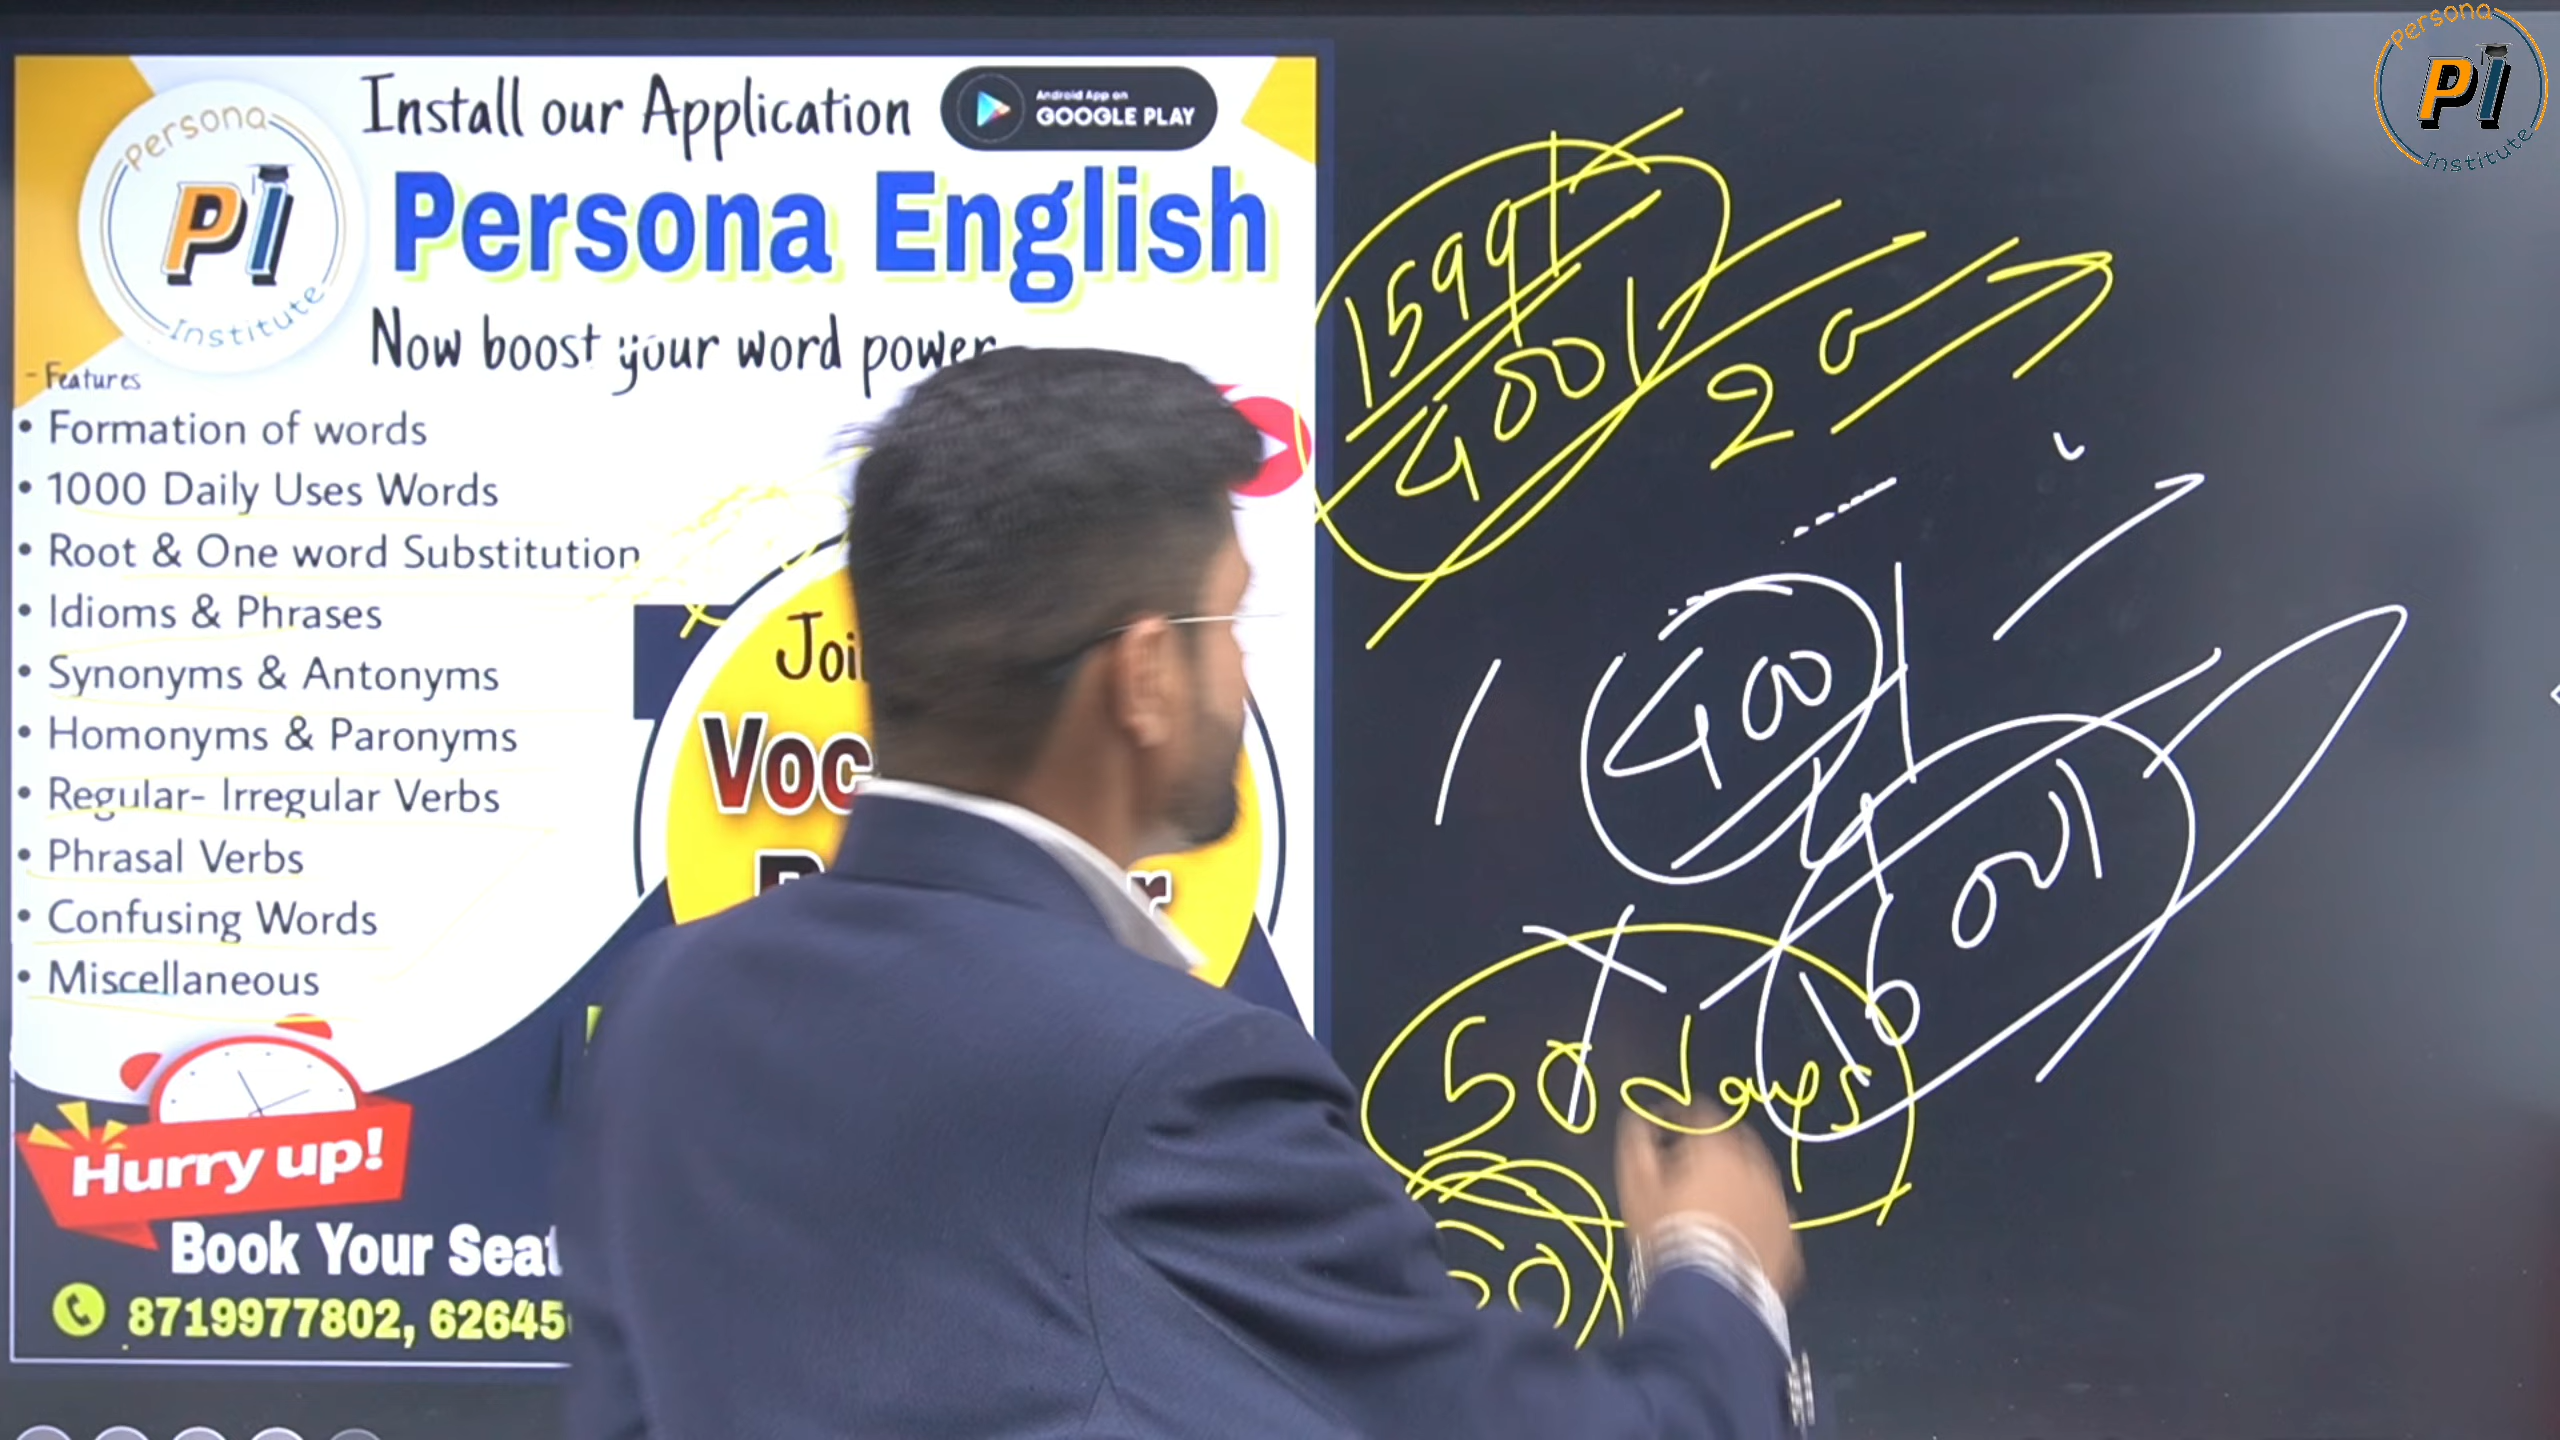 Persona
PI
Institute
Install our Application
Android App on
GOOGLE PLAY
Persona
PI
Institute
Persona English
Now boost your word power
- Features
• Formation of words
• 1000 Daily Uses Words
• Root & One word Substitution
• Idioms & Phrases
• Synonyms & Antonyms
• Homonyms & Paronyms
• Regular- Irregular Verbs
• Phrasal Verbs
• Confusing Words
• Miscellaneous
Hurry up!
Book Your Seat
8719977802, 62645
Joi
Voc
1599/
400/
20
400/
1600/
50 days